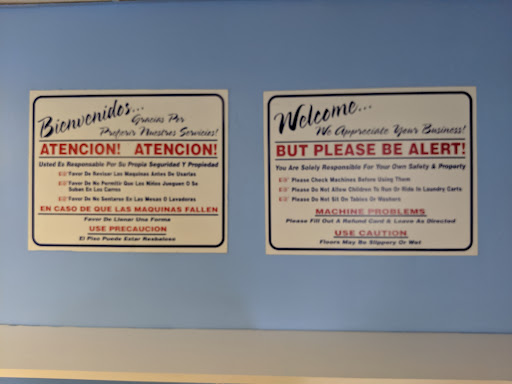 Bienvenidos...
Gracias Por
Preferir Nuestros Servicios!
ATENCION! ATENCION!
Usted Es Responsable Por Su Propia Seguridad Y Propiedad
Favor De Revisar Las Maquinas Antes De Usarlas
Favor De No Permitir Que Los Niños Jueguen O Se
Suban En Los Carros
Favor De No Sentarse En Las Mesas O Lavadoras
EN CASO DE QUE LAS MAQUINAS FALLEN
Favor De Llenar Una Forma
USE PRECAUCION
El Piso Puede Estar Resbaloso
Welcome...
We Appreciate Your Business!
BUT PLEASE BE ALERT!
You Are Solely Responsible For Your Own Safety & Property
Please Check Machines Before Using Them
Please Do Not Allow Children To Run Or Ride In Laundry Carts
Please Do Not Sit On Tables Or Washers
MACHINE PROBLEMS
Please Fill Out A Refund Card & Leave As Directed
USE CAUTION
Floors May Be Slippery Or Wet